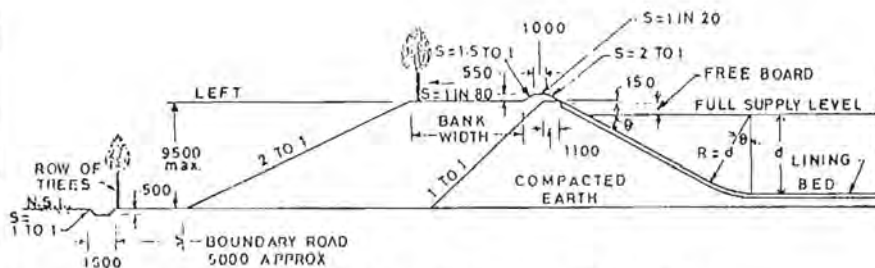 1000
S=1 IN 20
S=1·5 TO 1
S=2 TO 1
550
150
FREE BOARD
LEFT
S=1 IN 80
FULL SUPPLY LEVEL
BANK
WIDTH
θ
θ
9500
max.
2 TO 1
1100
R=d
d
ROW OF
TREES
1 TO 1
LINING
500
COMPACTED
EARTH
BED
N.S.L.
S=
1 TO 1
BOUNDARY ROAD
5000 APPROX
1500